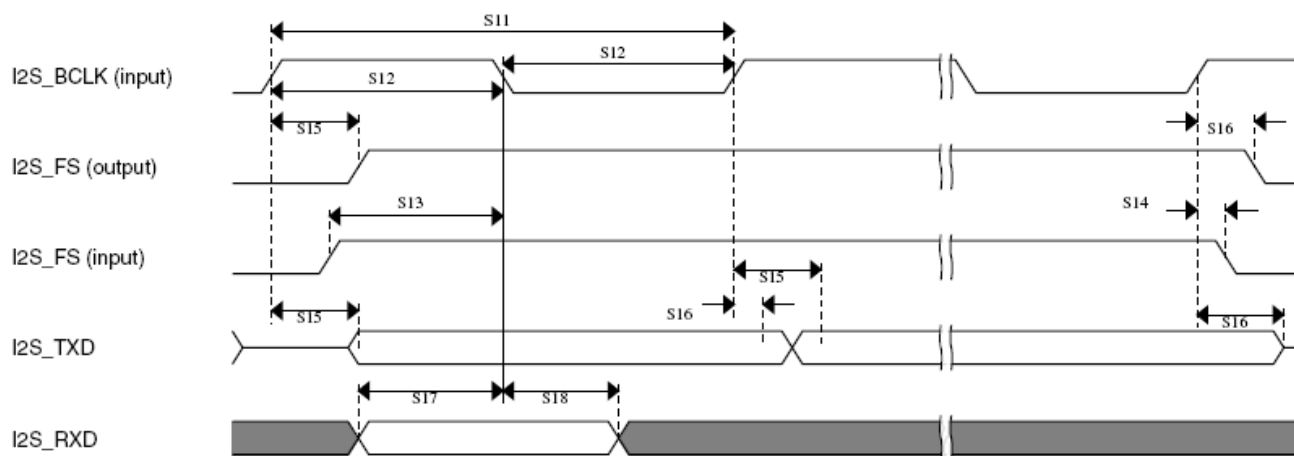 S11
I2S_BCLK (input)
S12
S12
S15
S16
I2S_FS (output)
S13
S14
I2S_FS (input)
S15
S15
S16
S16
I2S_TXD
S17
S18
I2S_RXD